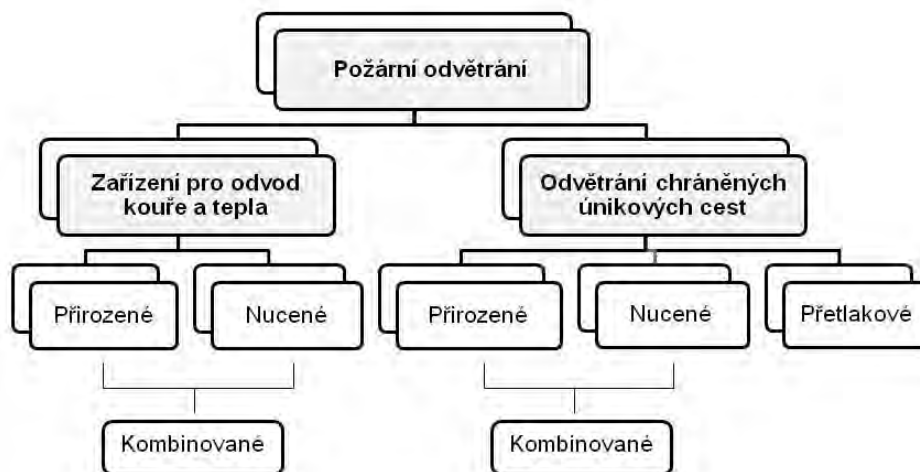 Požární odvětrání
Zařízení pro odvod
kouře a tepla
Odvětrání chráněných
únikových cest
Přirozené
Nucené
Přirozené
Nucené
Přetlakové
Kombinované
Kombinované